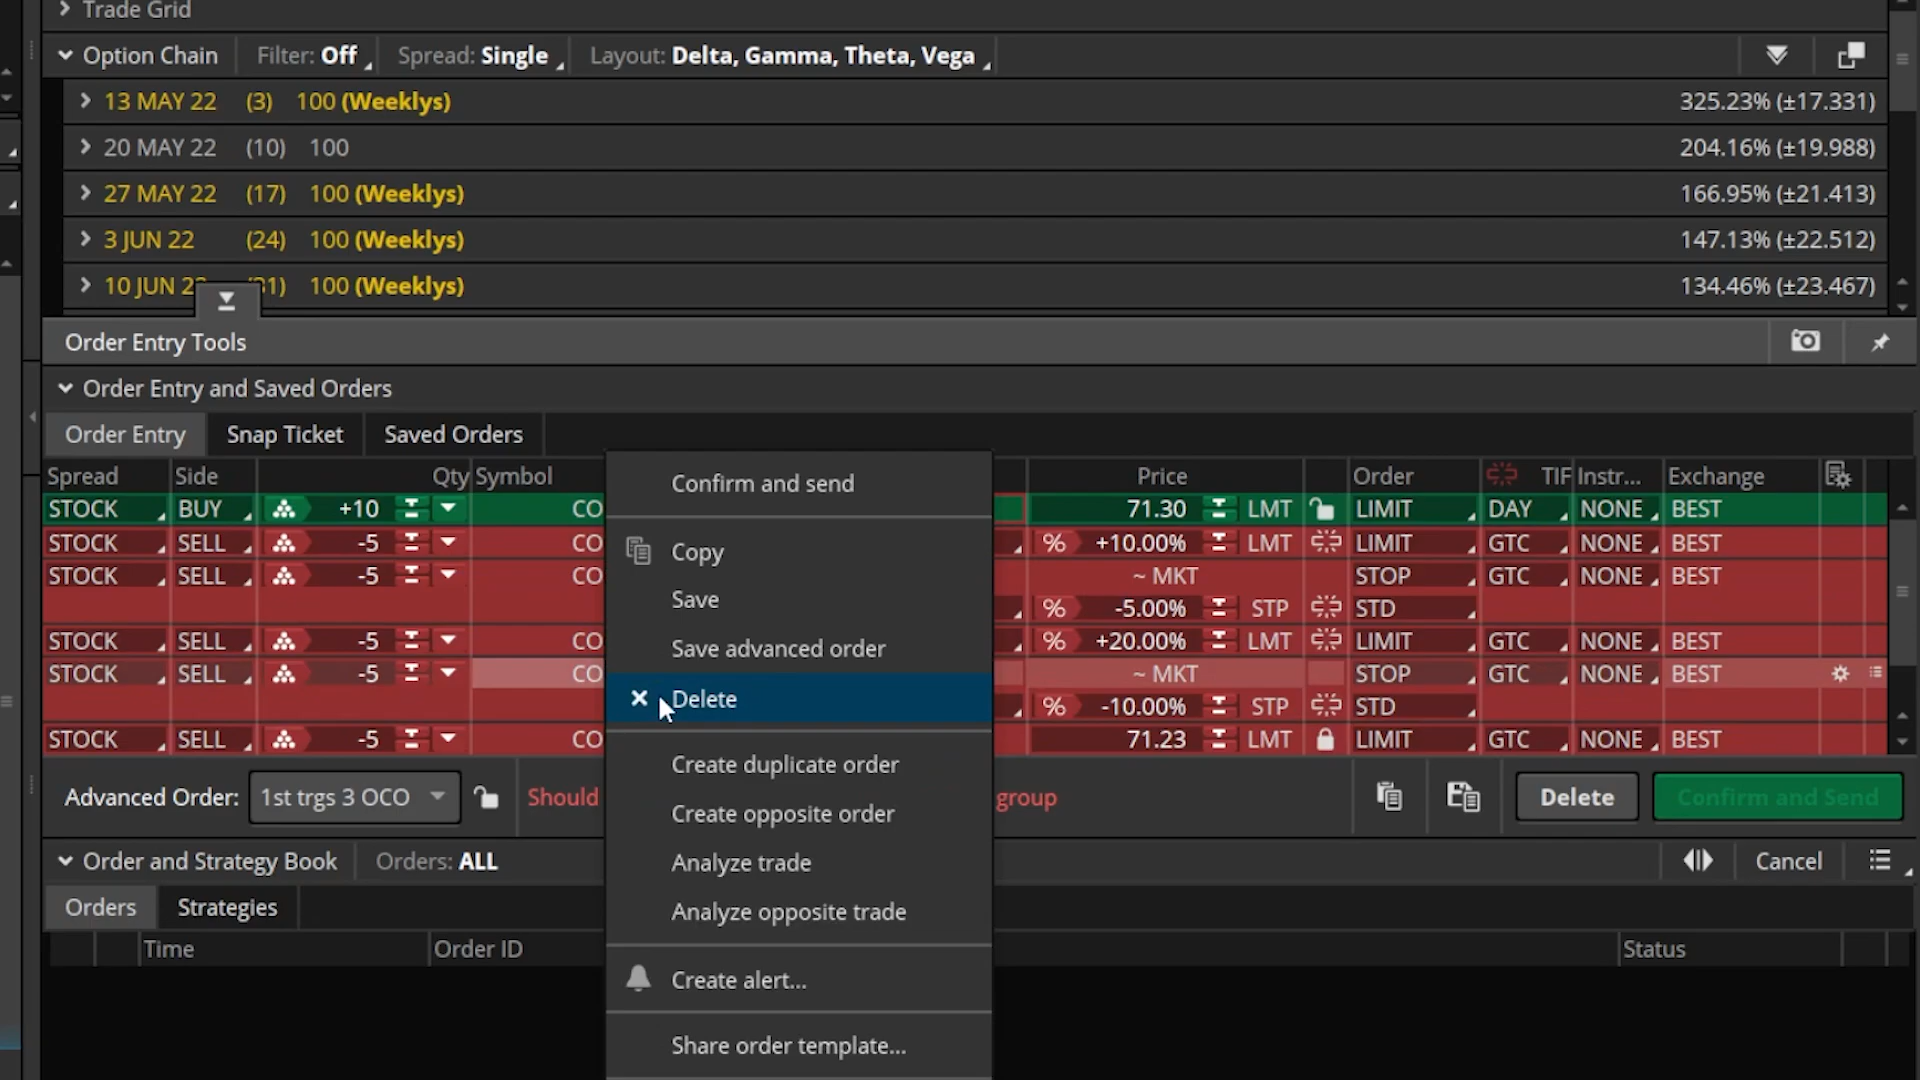 Trade Grid
Option Chain Filter: Off Spread: Single Layout: Delta, Gamma, Theta, Vega
13 MAY 22 (3) 100 (Weeklys) 325.23% (±17.331)
20 MAY 22 (10) 100 204.16% (±19.988)
27 MAY 22 (17) 100 (Weeklys) 166.95% (±21.413)
3 JUN 22 (24) 100 (Weeklys) 147.13% (±22.512)
10 JUN 100 (Weeklys) 134.46% (±23.467)
Order Entry Tools
Order Entry and Saved Orders
Order Entry Snap Ticket Saved Orders
Spread Side Qty Symbol Price Order TIF Instr... Exchange
STOCK BUY +10 CO 71.30 LMT LIMIT DAY NONE BEST
STOCK SELL -5 CO % +10.00% LMT LIMIT GTC NONE BEST
STOCK SELL -5 CO ~ MKT STOP GTC NONE BEST
% -5.00% STP STD
STOCK SELL -5 CO % +20.00% LMT LIMIT GTC NONE BEST
STOCK SELL -5 CO ~ MKT STOP GTC NONE BEST
% -10.00% STP STD
STOCK SELL -5 CO 71.23 LMT LIMIT GTC NONE BEST
Advanced Order: 1st trgs 3 OCO Should group Delete Confirm and Send
Order and Strategy Book Orders: ALL Cancel
Orders Strategies
Time Order ID Status
Confirm and send
Copy
Save
Save advanced order
Delete
Create duplicate order
Create opposite order
Analyze trade
Analyze opposite trade
Create alert...
Share order template...